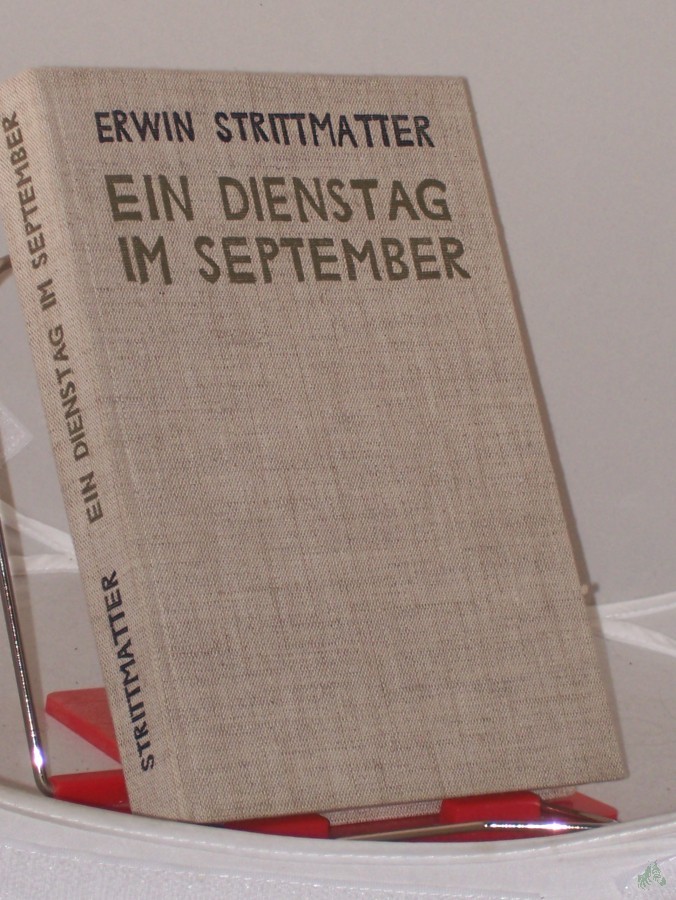 ERWIN STRITTMATTER
EIN DIENSTAG
IM SEPTEMBER
STRITTMATTER EIN DIENSTAG IM SEPTEMBER